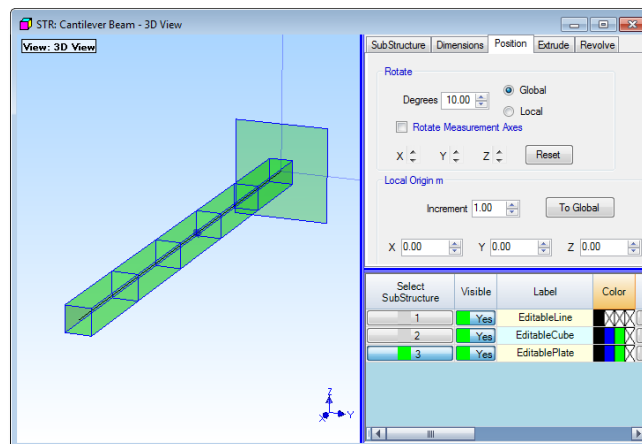 STR: Cantilever Beam - 3D View
View: 3D View
SubStructure Dimensions Position Extrude Revolve
Rotate
Degrees 10.00 Global
Local
Rotate Measurement Axes
X Y Z Reset
Local Origin m
Increment 1.00 To Global
X 0.00 Y 0.00 Z 0.00
Select SubStructure Visible Label Color
1 Yes EditableLine
2 Yes EditableCube
3 Yes EditablePlate
Z
X Y